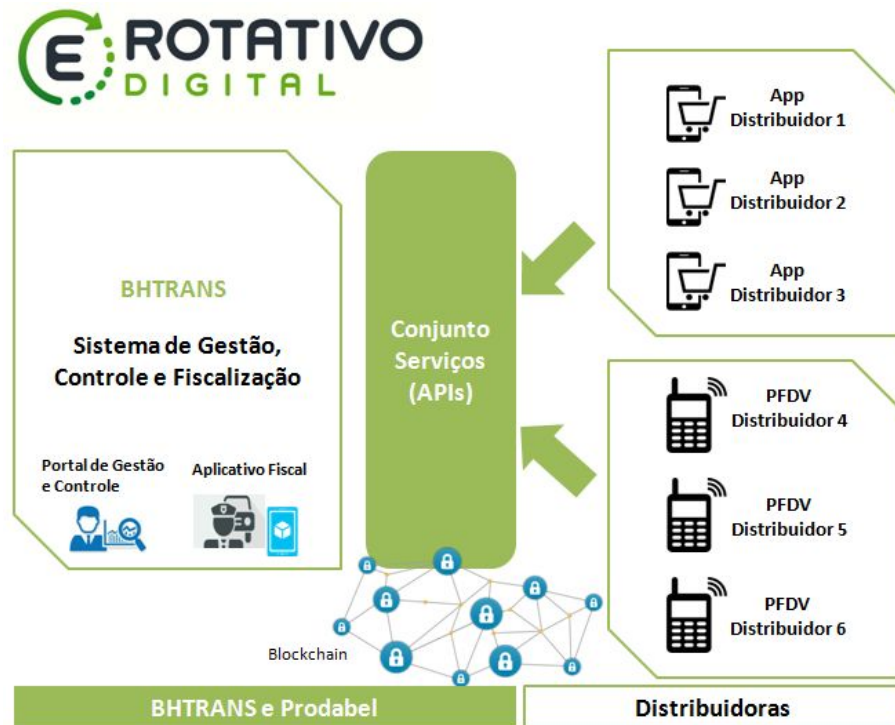 E ROTATIVO
DIGITAL
BHTRANS
Sistema de Gestão,
Controle e Fiscalização
Portal de Gestão
e Controle
Aplicativo Fiscal
Conjunto
Serviços
(APIs)
Blockchain
App
Distribuidor 1
App
Distribuidor 2
App
Distribuidor 3
PFDV
Distribuidor 4
PFDV
Distribuidor 5
PFDV
Distribuidor 6
BHTRANS e Prodabel
Distribuidoras